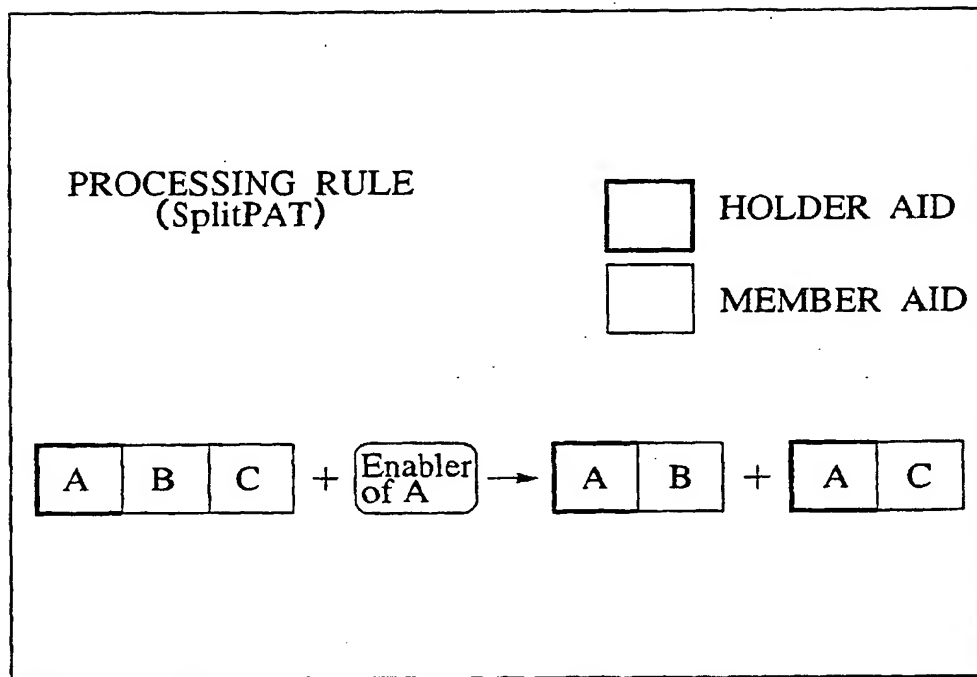 PROCESSING RULE
(SplitPAT)
HOLDER AID
MEMBER AID
A B C + Enabler of A → A B + A C